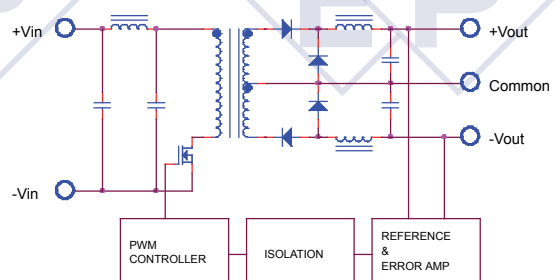 +Vin
+Vout
Common
-Vout
-Vin
PWM
CONTROLLER
ISOLATION
REFERENCE
&
ERROR AMP